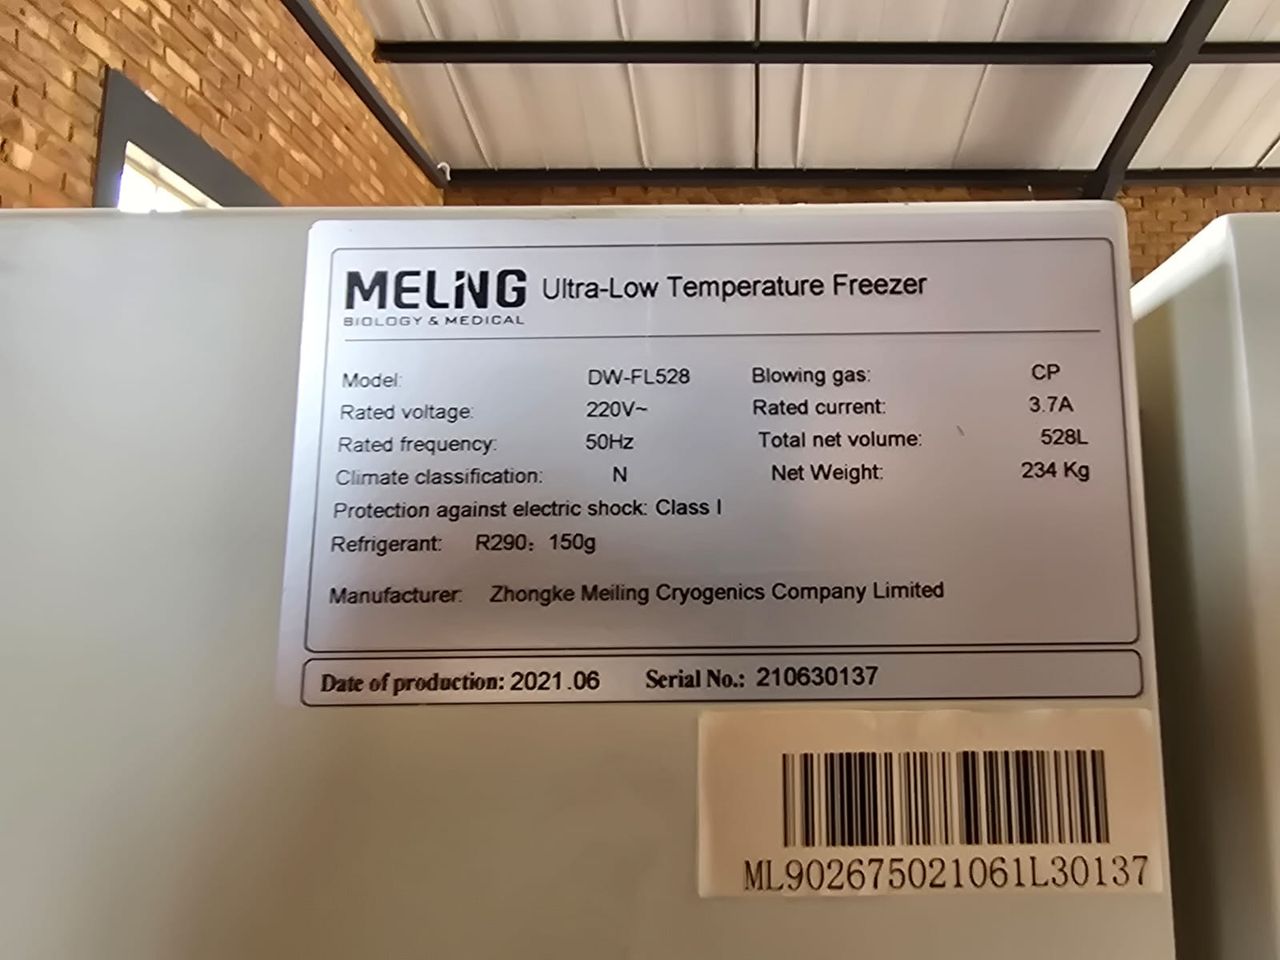 MELiNG Ultra-Low Temperature Freezer
BIOLOGY & MEDICAL
Model: DW-FL528 Blowing gas: CP
Rated voltage: 220V~ Rated current: 3.7A
Rated frequency: 50Hz Total net volume: 528L
Climate classification: N Net Weight: 234 Kg
Protection against electric shock: Class I
Refrigerant: R290: 150g
Manufacturer: Zhongke Meiling Cryogenics Company Limited
Date of production: 2021.06 Serial No.: 210630137
ML902675021061L30137